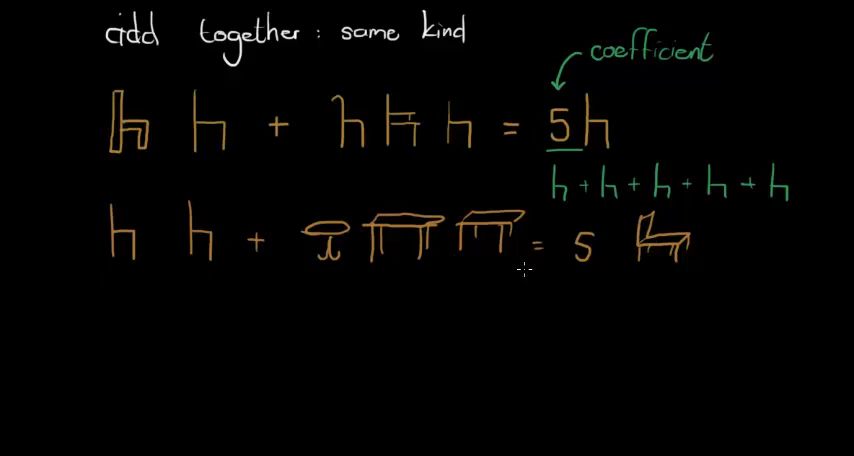 add together : same kind
coefficient
h h + h h h = 5h
h + h + h + h + h
h h + = 5